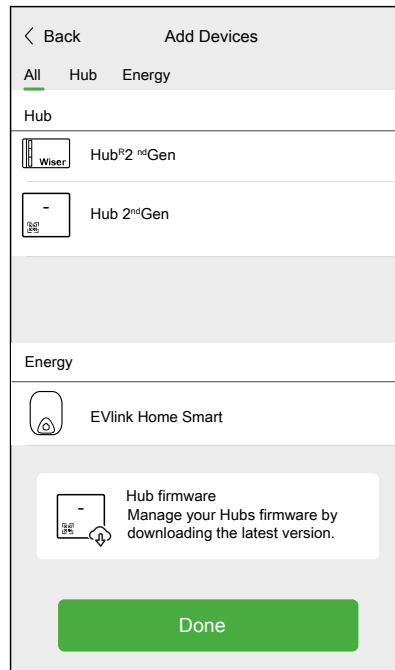 Back Add Devices
All Hub Energy
Hub
Wiser Hubᴿ2 ⁿᵈGen
Hub 2ⁿᵈGen
Energy
EVlink Home Smart
Hub firmware
Manage your Hubs firmware by
downloading the latest version.
Done